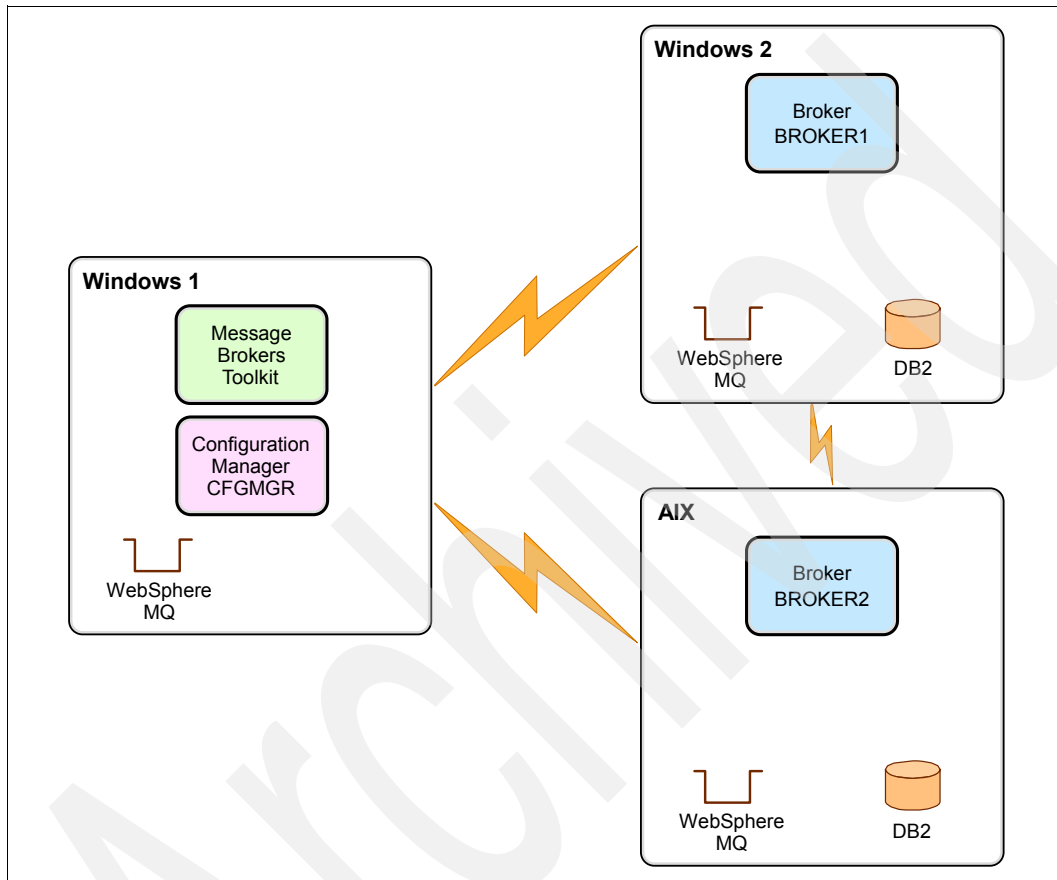 Windows 1
Message
Brokers
Toolkit
Configuration
Manager
CFGMGR
WebSphere
MQ
Windows 2
Broker
BROKER1
WebSphere
MQ
DB2
AIX
Broker
BROKER2
WebSphere
MQ
DB2
Archived